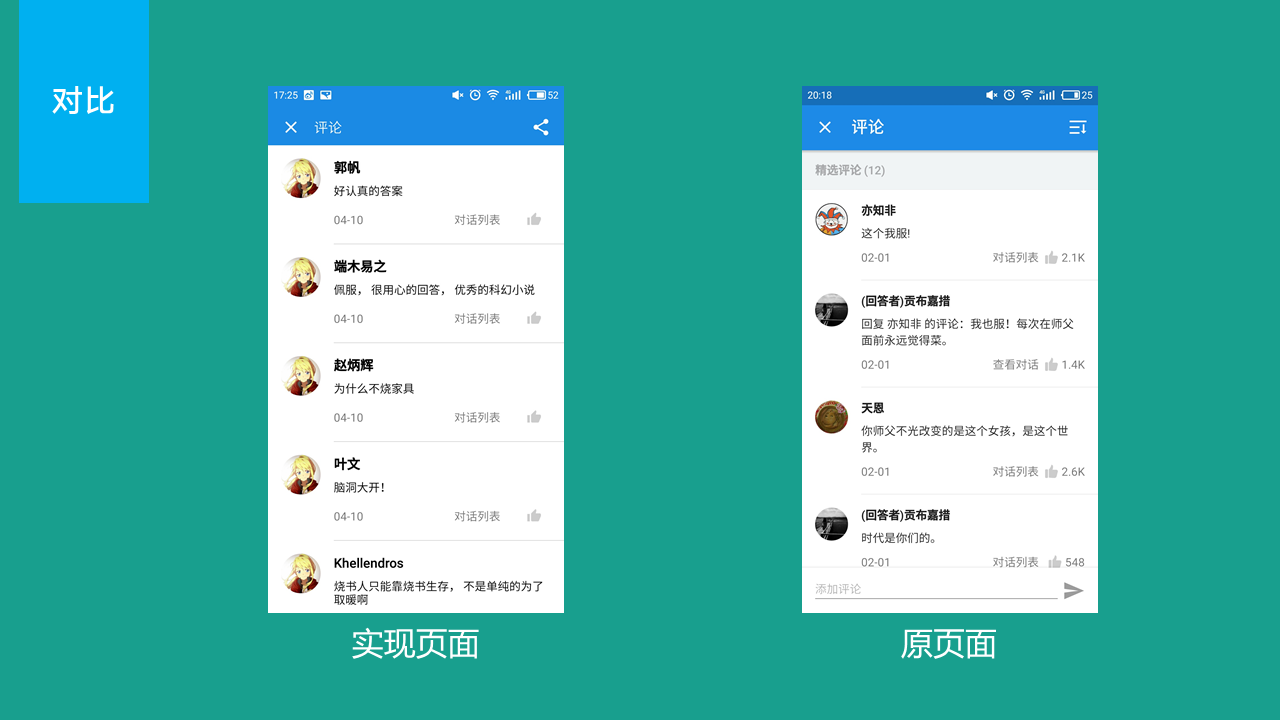 对比
17:25
52
评论
郭帆
好认真的答案
04-10 对话列表
端木易之
佩服， 很用心的回答， 优秀的科幻小说
04-10 对话列表
赵炳辉
为什么不烧家具
04-10 对话列表
叶文
脑洞大开！
04-10 对话列表
Khellendros
烧书人只能靠烧书生存， 不是单纯的为了
取暖啊
实现页面
20:18
25
评论
精选评论 (12)
亦知非
这个我服!
02-01 对话列表 2.1K
(回答者)贡布嘉措
回复 亦知非 的评论：我也服！每次在师父
面前永远觉得菜。
02-01 查看对话 1.4K
天恩
你师父不光改变的是这个女孩，是这个世
界。
02-01 对话列表 2.6K
(回答者)贡布嘉措
时代是你们的。
02-01 对话列表 548
添加评论
原页面